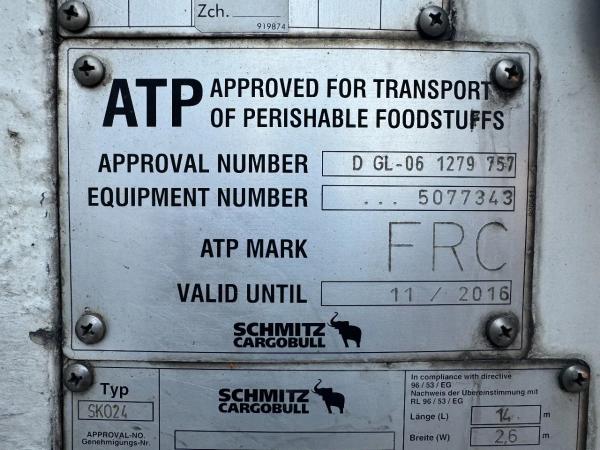 Zch.
919874
ATP APPROVED FOR TRANSPORT
OF PERISHABLE FOODSTUFFS
APPROVAL NUMBER D GL-06 1279 757
EQUIPMENT NUMBER ... 5077343
ATP MARK FRC
VALID UNTIL 11 / 2016
SCHMITZ
CARGOBULL
Typ
SK024
APPROVAL-NO.
Genehmigungs-Nr.
SCHMITZ
CARGOBULL
In compliance with directive
96 / 53 / EG
Nachweis der Übereinstimmung mit
RL 96 / 53 / EG
Länge (L) 14 m
Breite (W) 2,6 m